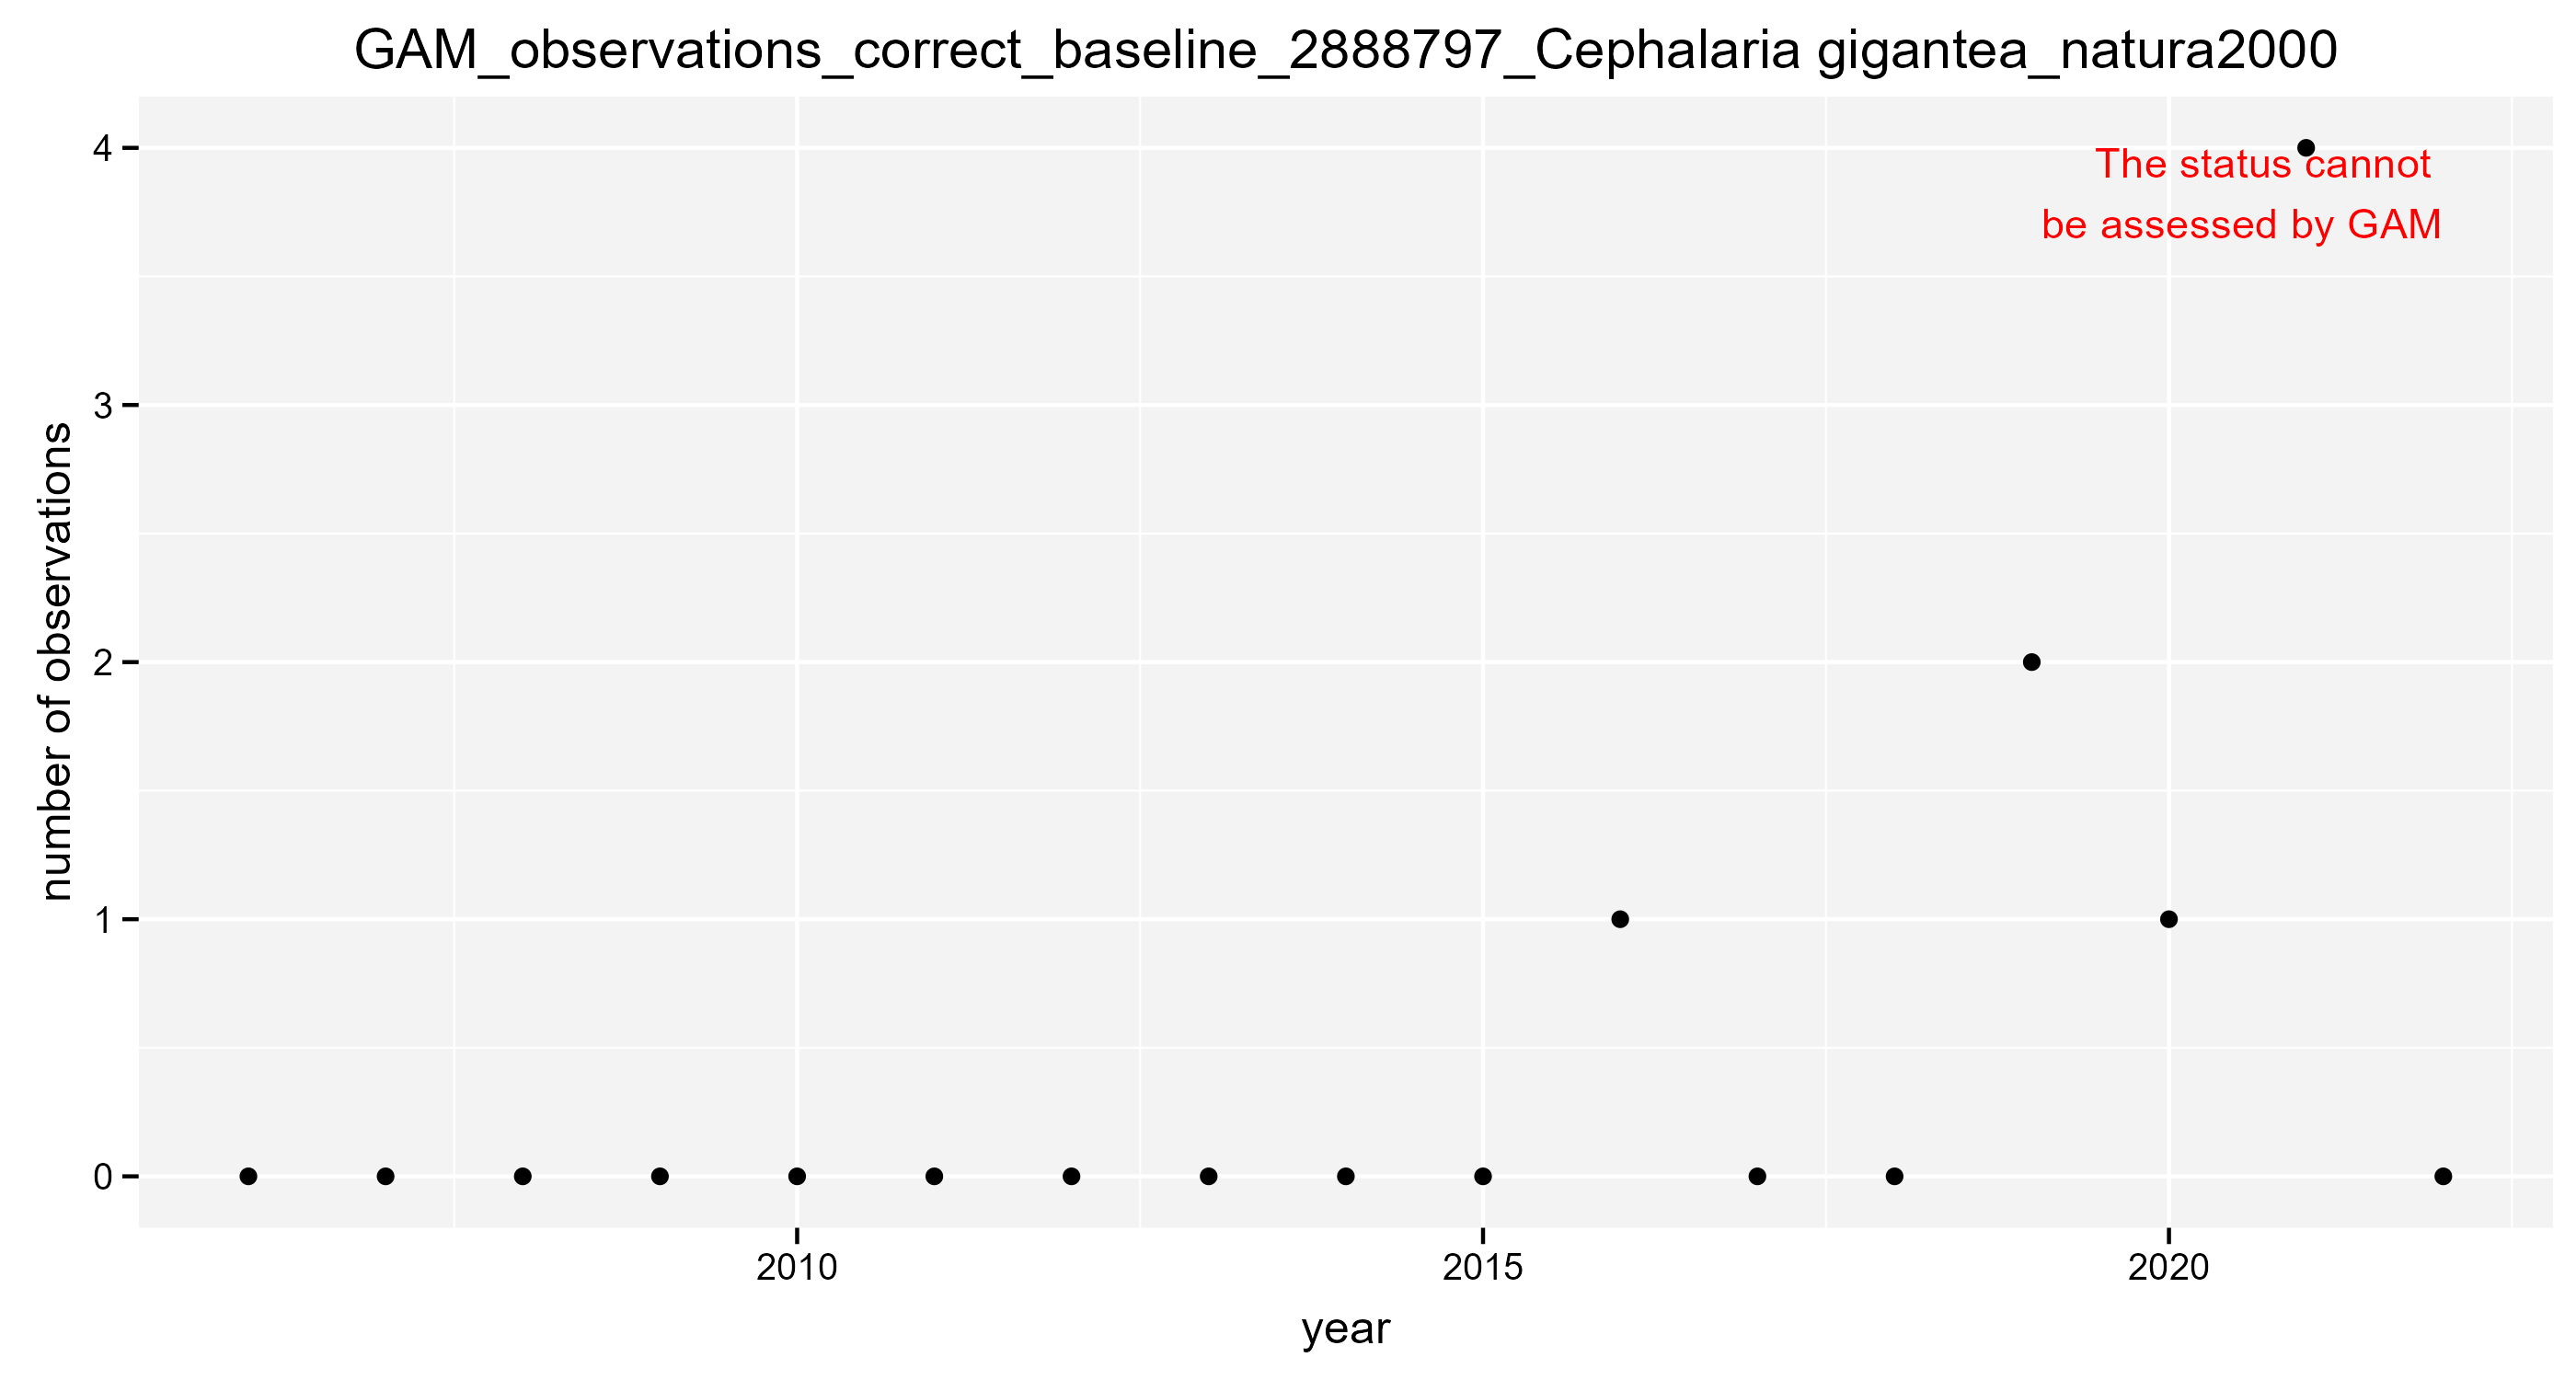 GAM_observations_correct_baseline_2888797_Cephalaria gigantea_natura2000
4
The status cannot
be assessed by GAM
3
number of observations
2
1
0
2010
2015
2020
year